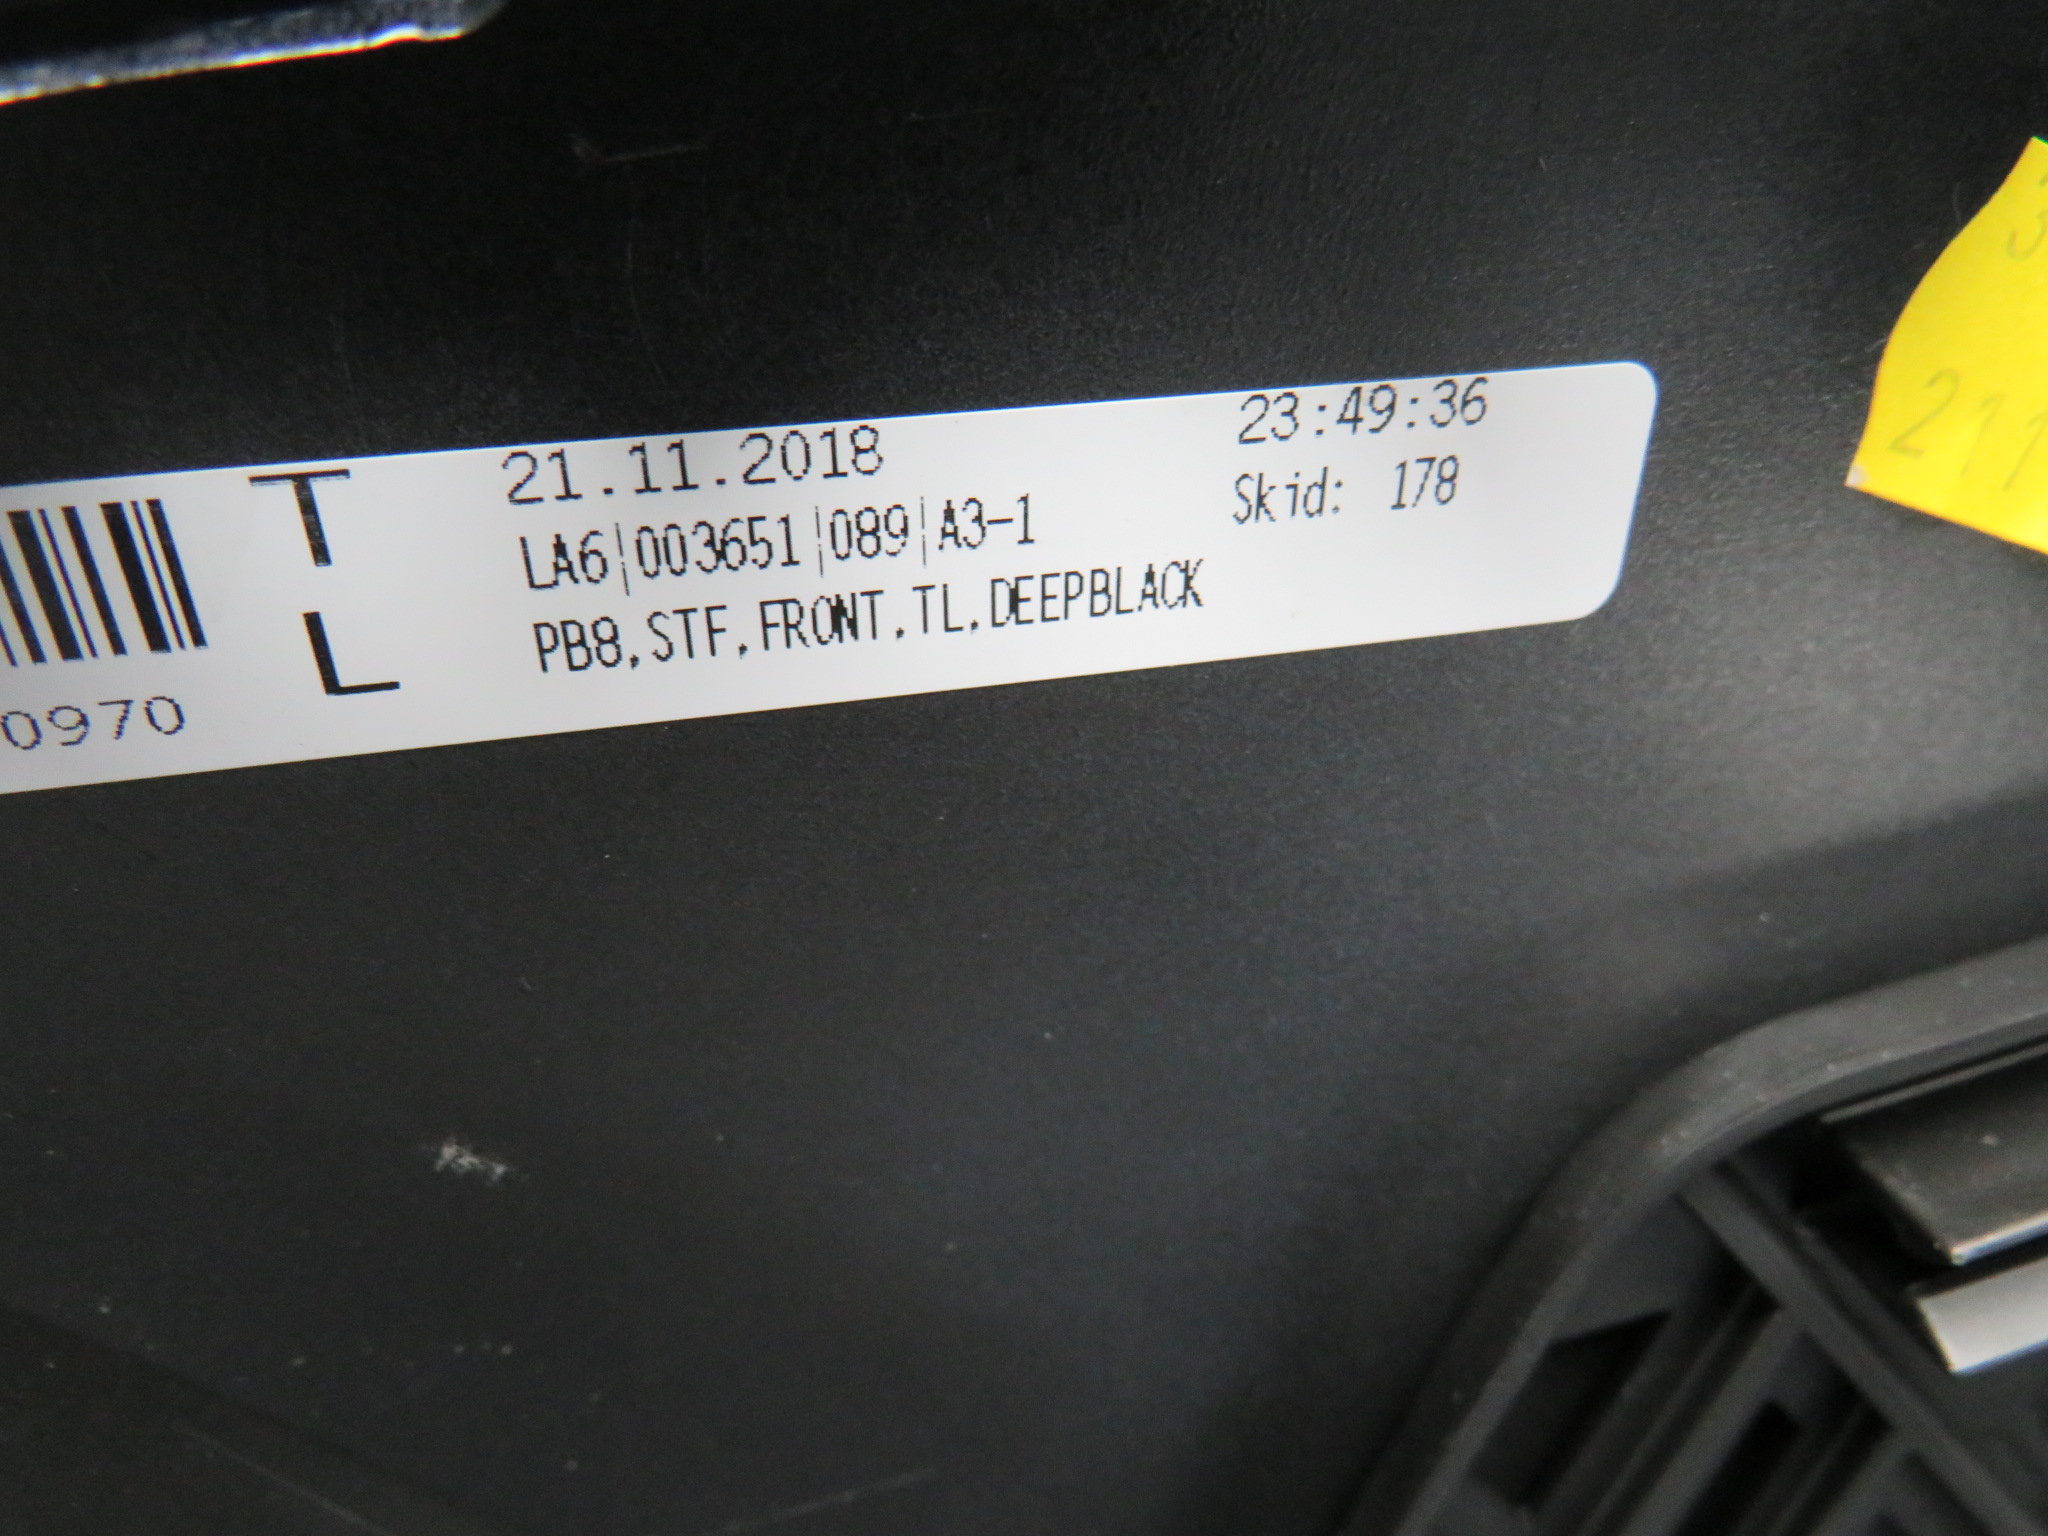 T
L
0970
21.11.2018 23:49:36
LA6|003651|089|A3-1 Skid: 178
PB8,STF,FRONT,TL,DEEPBLACK
211